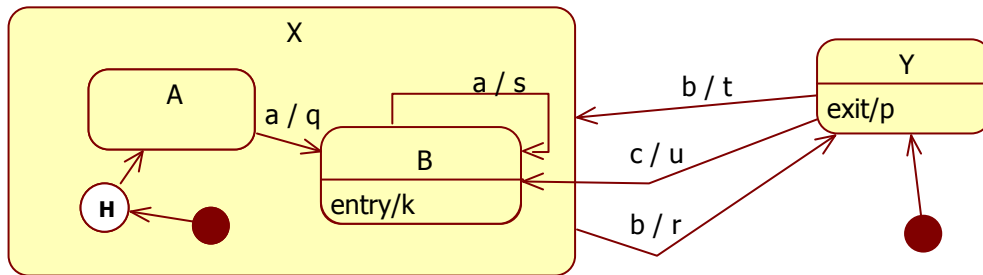 X
A
a / s
a / q
B
entry/k
H
Y
exit/p
b / t
c / u
b / r